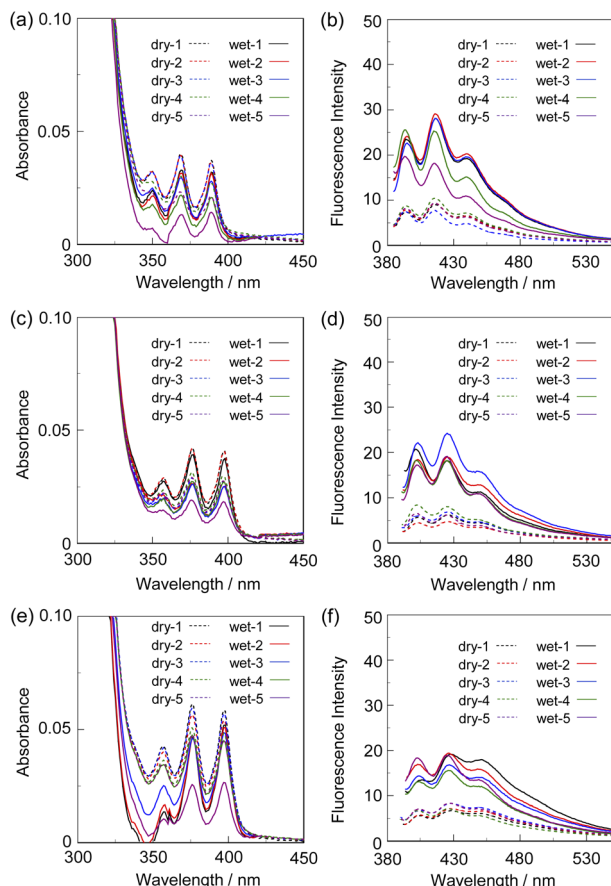 (a)
0.10
0.05
0
Absorbance
dry-1 wet-1
dry-2 wet-2
dry-3 wet-3
dry-4 wet-4
dry-5 wet-5
300 350 400 450
Wavelength / nm
(b)
50
40
30
20
10
0
Fluorescence Intensity
dry-1 wet-1
dry-2 wet-2
dry-3 wet-3
dry-4 wet-4
dry-5 wet-5
380 430 480 530
Wavelength / nm
(c)
0.10
0.05
0
Absorbance
dry-1 wet-1
dry-2 wet-2
dry-3 wet-3
dry-4 wet-4
dry-5 wet-5
300 350 400 450
Wavelength / nm
(d)
50
40
30
20
10
0
Fluorescence Intensity
dry-1 wet-1
dry-2 wet-2
dry-3 wet-3
dry-4 wet-4
dry-5 wet-5
380 430 480 530
Wavelength / nm
(e)
0.10
0.05
0
Absorbance
dry-1 wet-1
dry-2 wet-2
dry-3 wet-3
dry-4 wet-4
dry-5 wet-5
300 350 400 450
Wavelength / nm
(f)
50
40
30
20
10
0
Fluorescence Intensity
dry-1 wet-1
dry-2 wet-2
dry-3 wet-3
dry-4 wet-4
dry-5 wet-5
380 430 480 530
Wavelength / nm